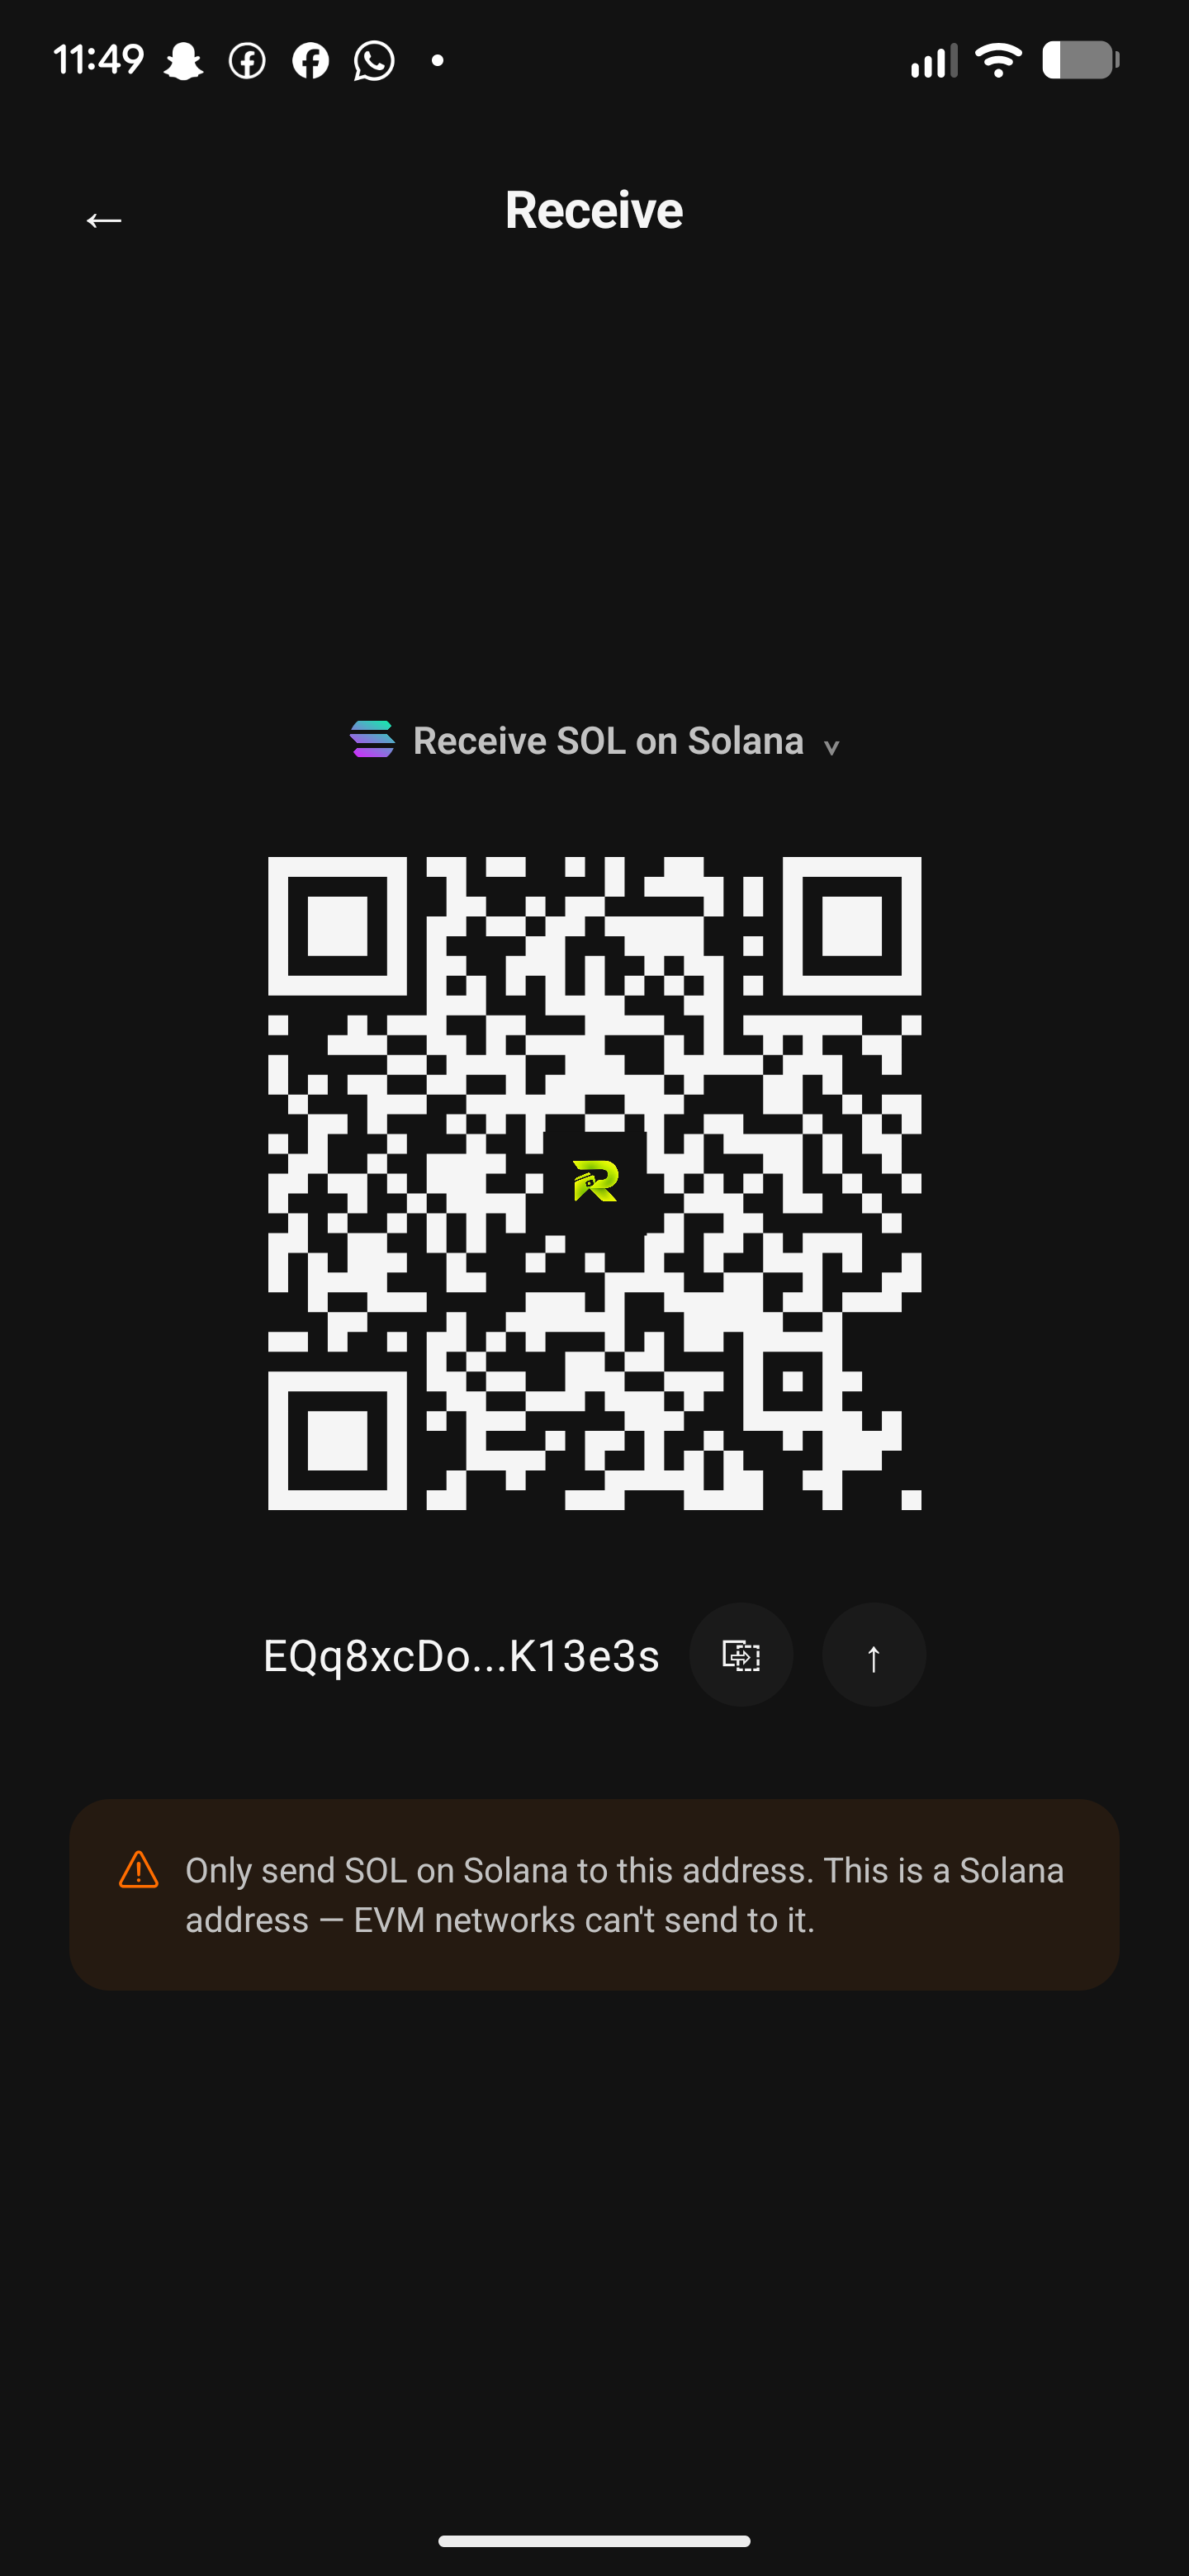 11:49
Receive
Receive SOL on Solana
EQq8xcDo...K13e3s
Only send SOL on Solana to this address. This is a Solana
address — EVM networks can't send to it.